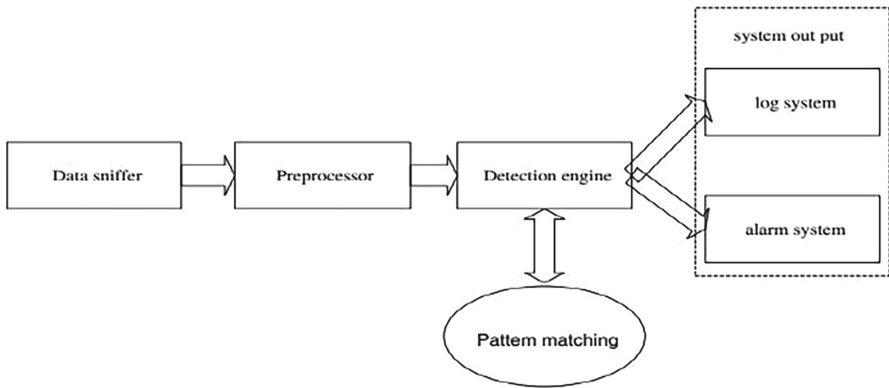 system out put
log system
Data sniffer
Preprocessor
Detection engine
alarm system
Pattem matching